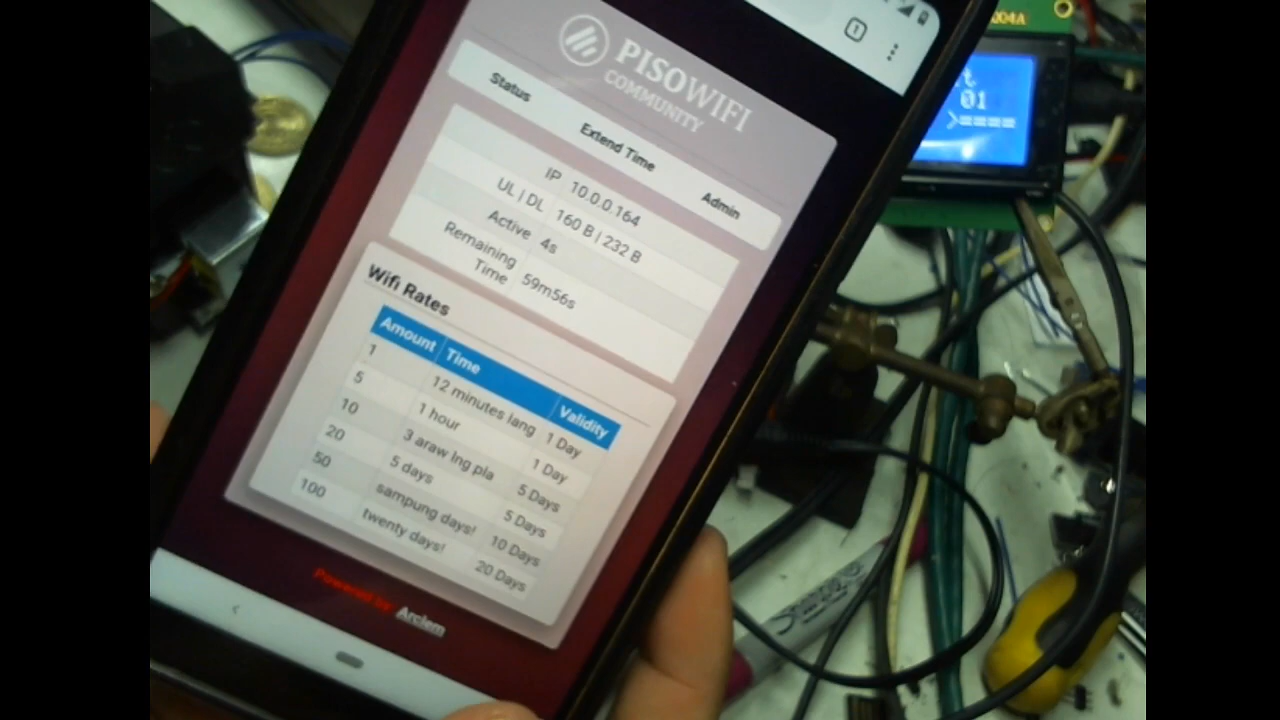 1
PISOWIFI
COMMUNITY
Status Extend Time Admin
IP 10.0.0.164
UL | DL 160 B | 232 B
Active 4s
Remaining Time 59m56s
Wifi Rates
Amount Time Validity
1 12 minutes lang 1 Day
5 1 hour 1 Day
10 3 araw lng pla 5 Days
20 5 days 5 Days
50 sampung days! 10 Days
100 twenty days! 20 Days
Powered by Arclem
004A
01
>====